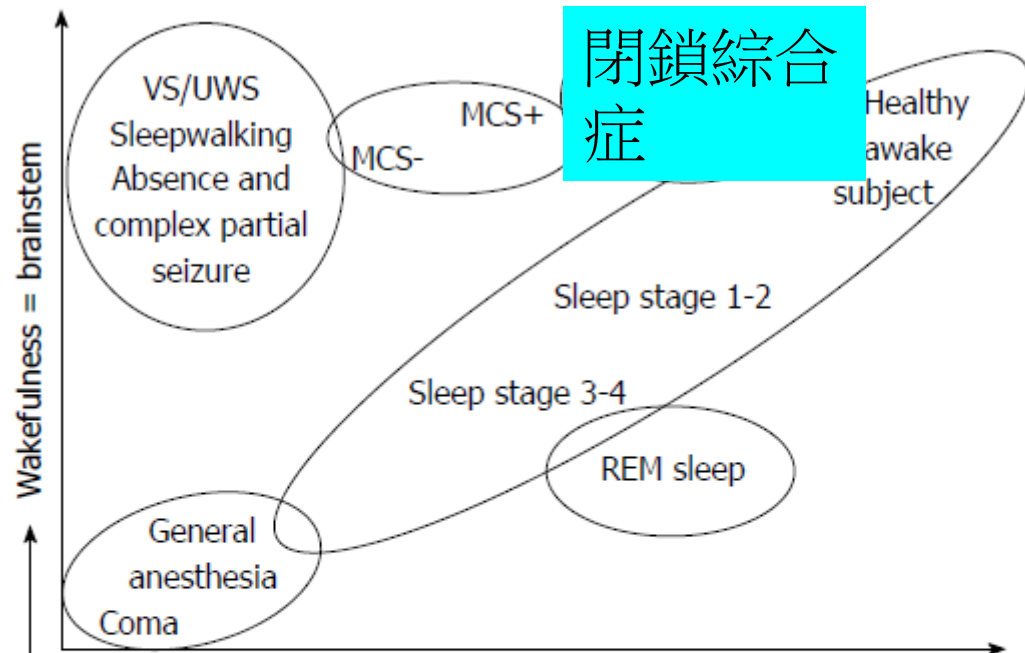 閉鎖綜合
症
VS/UWS
Sleepwalking
Absence and
complex partial
seizure
MCS+
MCS-
Healthy
awake
subject
Wakefulness = brainstem
Sleep stage 1-2
Sleep stage 3-4
REM sleep
General
anesthesia
Coma